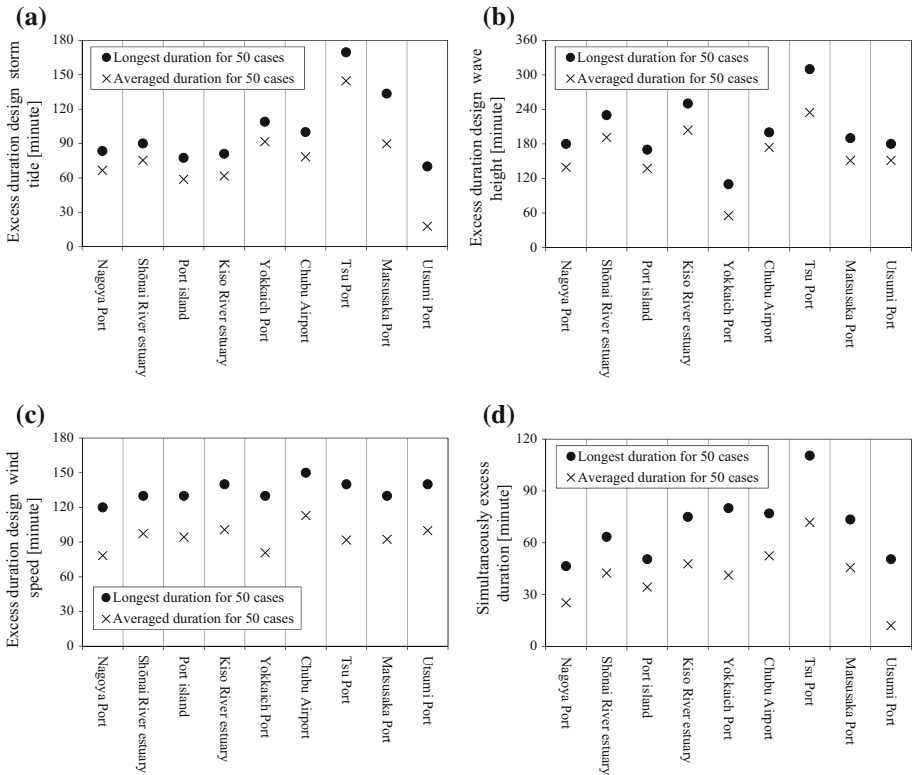 (a)
Excess duration design storm
tide [minute]
180
150
120
90
60
30
0
Longest duration for 50 cases
Averaged duration for 50 cases
Nagoya Port
Shōnai River estuary
Port island
Kiso River estuary
Yokkaich Port
Chubu Airport
Tsu Port
Matsusaka Port
Utsumi Port
(b)
Excess duration design wave
height [minute]
360
300
240
180
120
60
0
Longest duration for 50 cases
Averaged duration for 50 cases
Nagoya Port
Shōnai River estuary
Port island
Kiso River estuary
Yokkaich Port
Chubu Airport
Tsu Port
Matsusaka Port
Utsumi Port
(c)
Excess duration design wind
speed [minute]
180
150
120
90
60
30
0
Longest duration for 50 cases
Averaged duration for 50 cases
Nagoya Port
Shōnai River estuary
Port island
Kiso River estuary
Yokkaich Port
Chubu Airport
Tsu Port
Matsusaka Port
Utsumi Port
(d)
Simultaneously excess
duration [minute]
120
90
60
30
0
Longest duration for 50 cases
Averaged duration for 50 cases
Nagoya Port
Shōnai River estuary
Port island
Kiso River estuary
Yokkaich Port
Chubu Airport
Tsu Port
Matsusaka Port
Utsumi Port